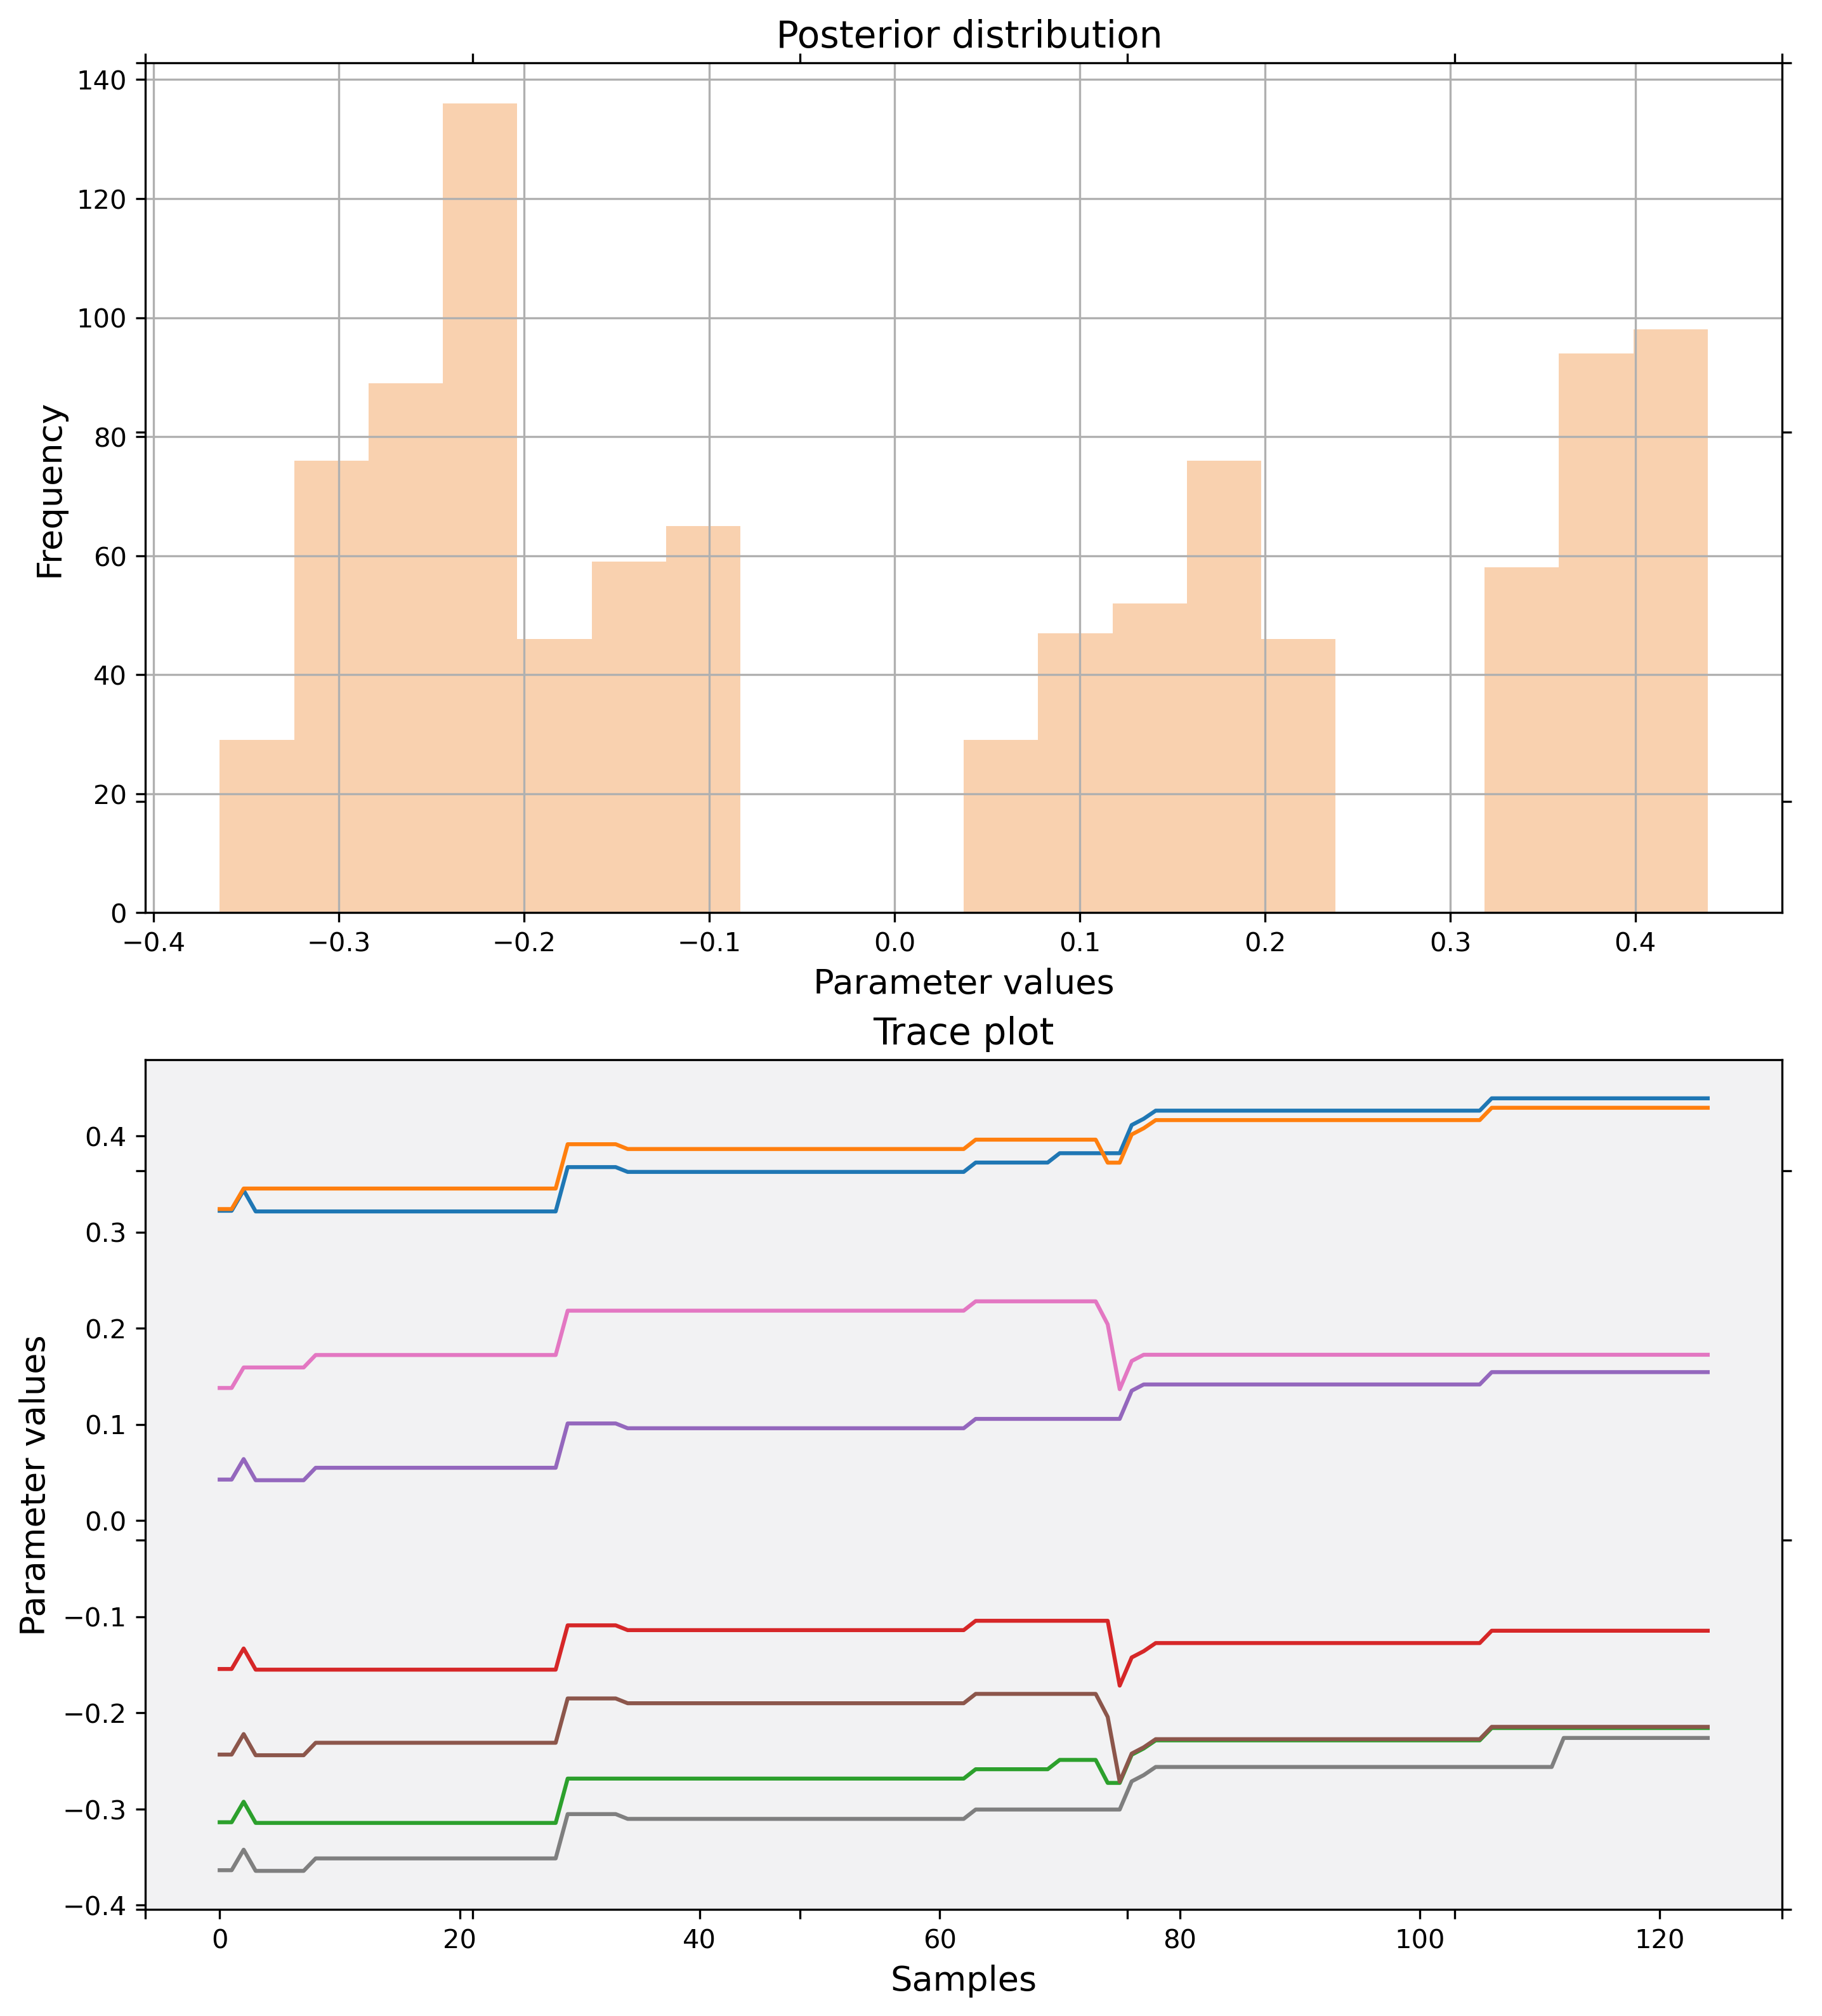 Posterior distribution
140
120
100
80
60
40
20
0
Frequency
−0.4 −0.3 −0.2 −0.1 0.0 0.1 0.2 0.3 0.4
Parameter values
Trace plot
0.4
0.3
0.2
0.1
0.0
−0.1
−0.2
−0.3
−0.4
Parameter values
0 20 40 60 80 100 120
Samples